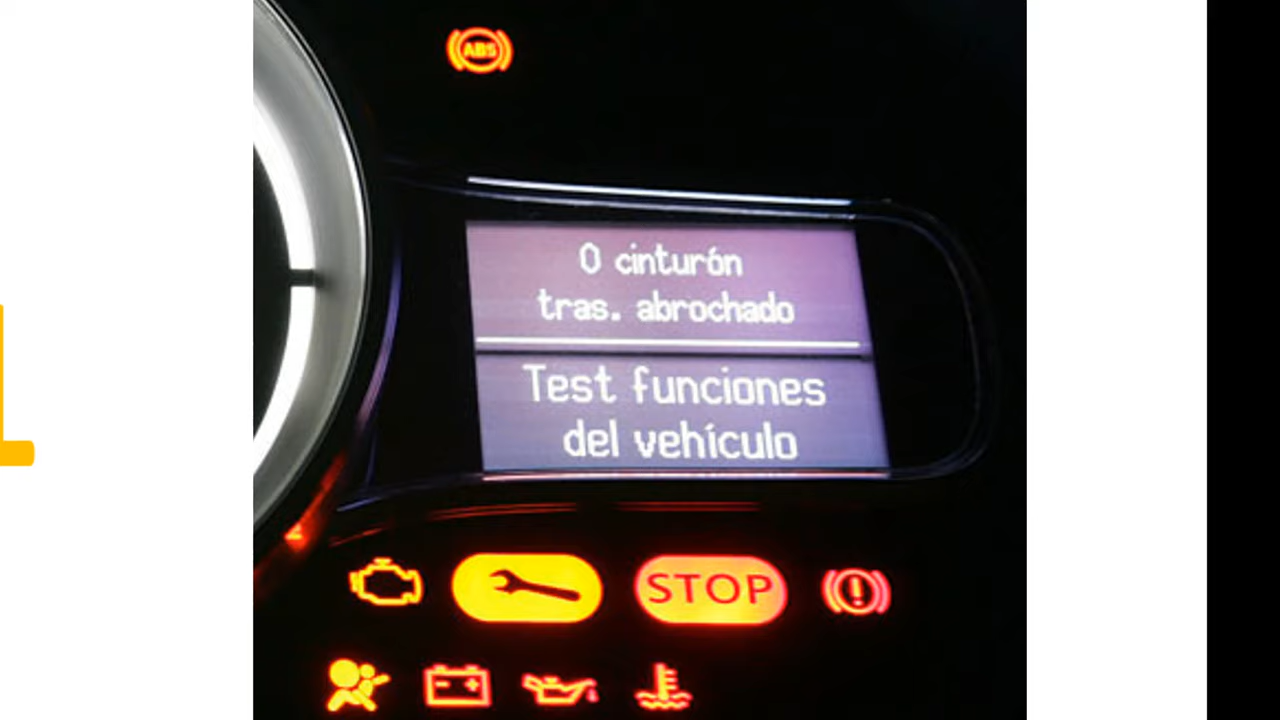 ABS
0 cinturón
tras. abrochado
Test funciones
del vehículo
STOP